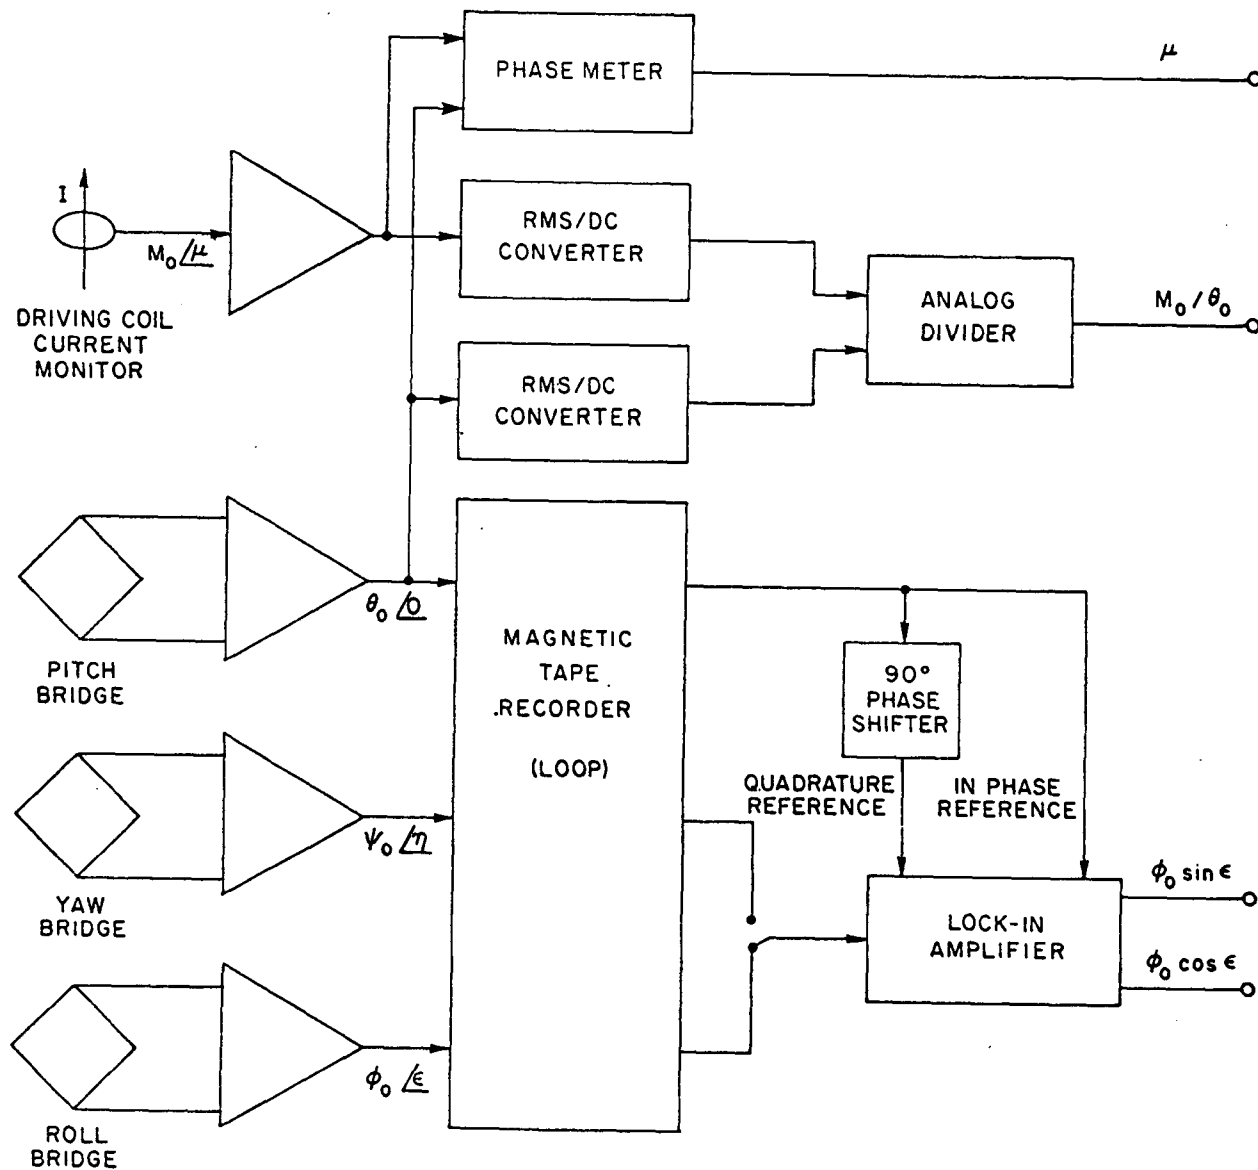 μ
PHASE METER
I
M₀ /μ
RMS/DC
CONVERTER
DRIVING COIL
CURRENT
MONITOR
ANALOG
DIVIDER
M₀/θ₀
RMS/DC
CONVERTER
θ₀ /0
PITCH
BRIDGE
MAGNETIC
TAPE
RECORDER
(LOOP)
90°
PHASE
SHIFTER
QUADRATURE
REFERENCE
IN PHASE
REFERENCE
ψ₀ /η
YAW
BRIDGE
LOCK-IN
AMPLIFIER
ϕ₀ sin ϵ
ϕ₀ cos ϵ
ϕ₀ /ϵ
ROLL
BRIDGE